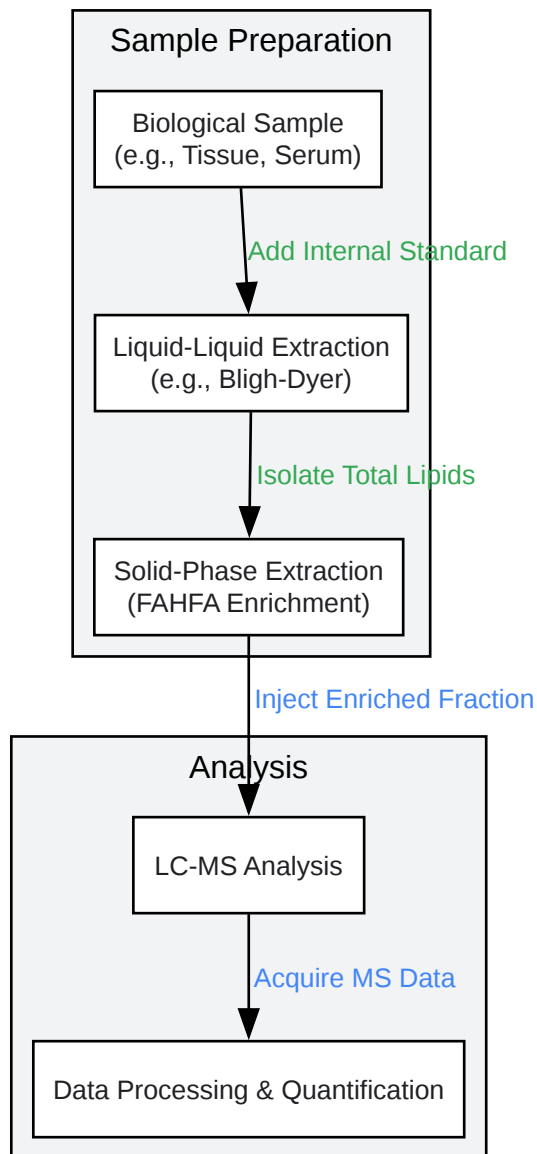 Sample Preparation
Biological Sample
(e.g., Tissue, Serum)
Add Internal Standard
Liquid-Liquid Extraction
(e.g., Bligh-Dyer)
Isolate Total Lipids
Solid-Phase Extraction
(FAHFA Enrichment)
Inject Enriched Fraction
Analysis
LC-MS Analysis
Acquire MS Data
Data Processing & Quantification